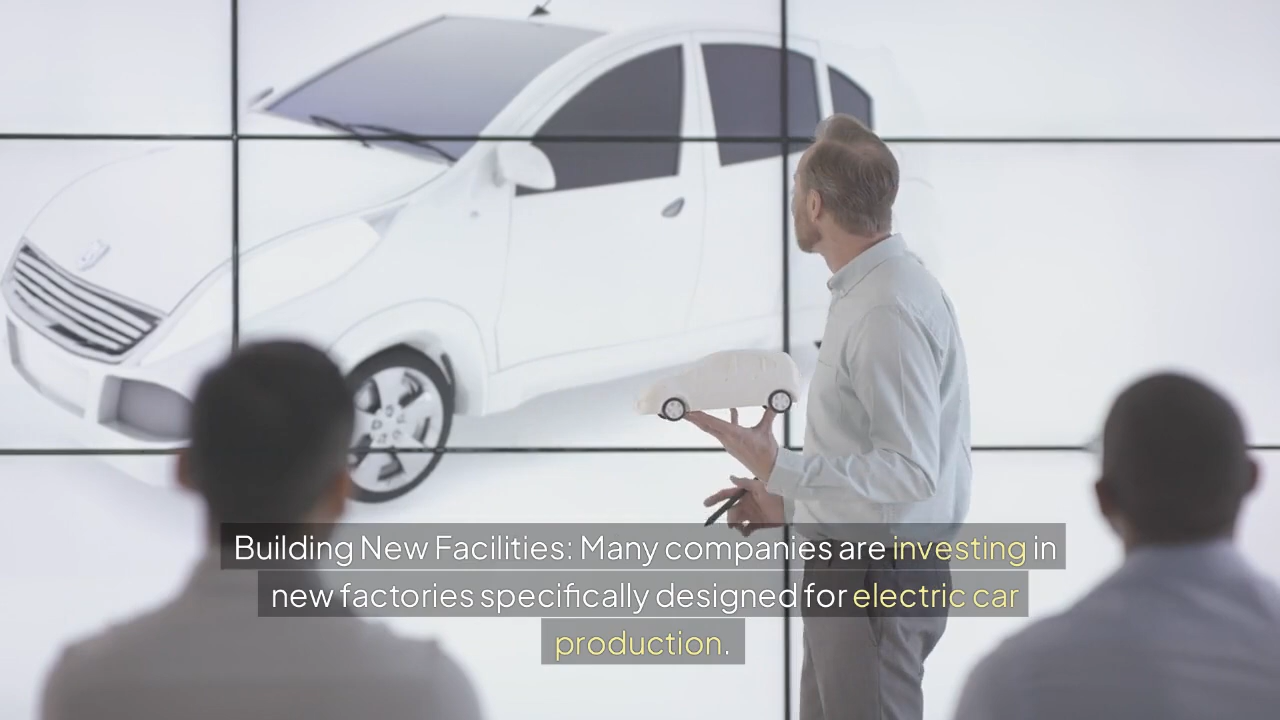 Building New Facilities: Many companies are investing in
new factories specifically designed for electric car
production.